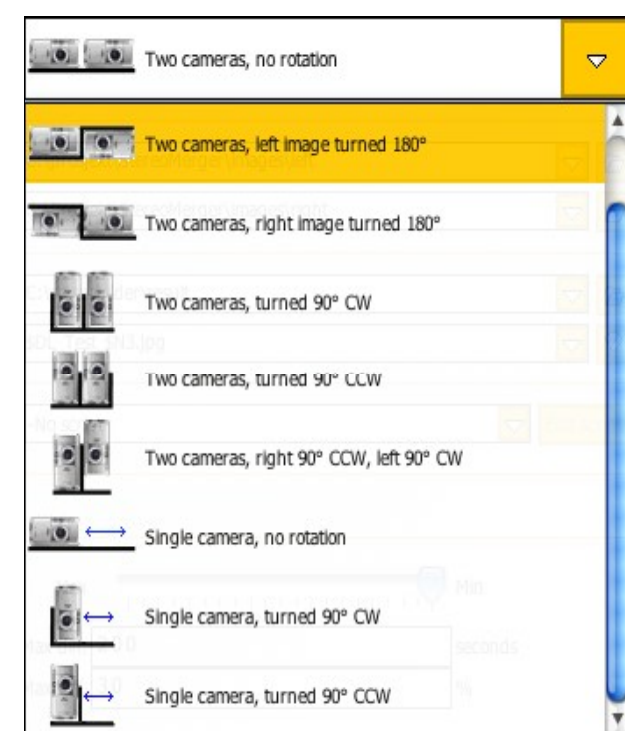 Two cameras, no rotation
Two cameras, left image turned 180°
Two cameras, right image turned 180°
Two cameras, turned 90° CW
Two cameras, turned 90° CCW
Two cameras, right 90° CCW, left 90° CW
Single camera, no rotation
Min
Single camera, turned 90° CW
seconds
%
Single camera, turned 90° CCW